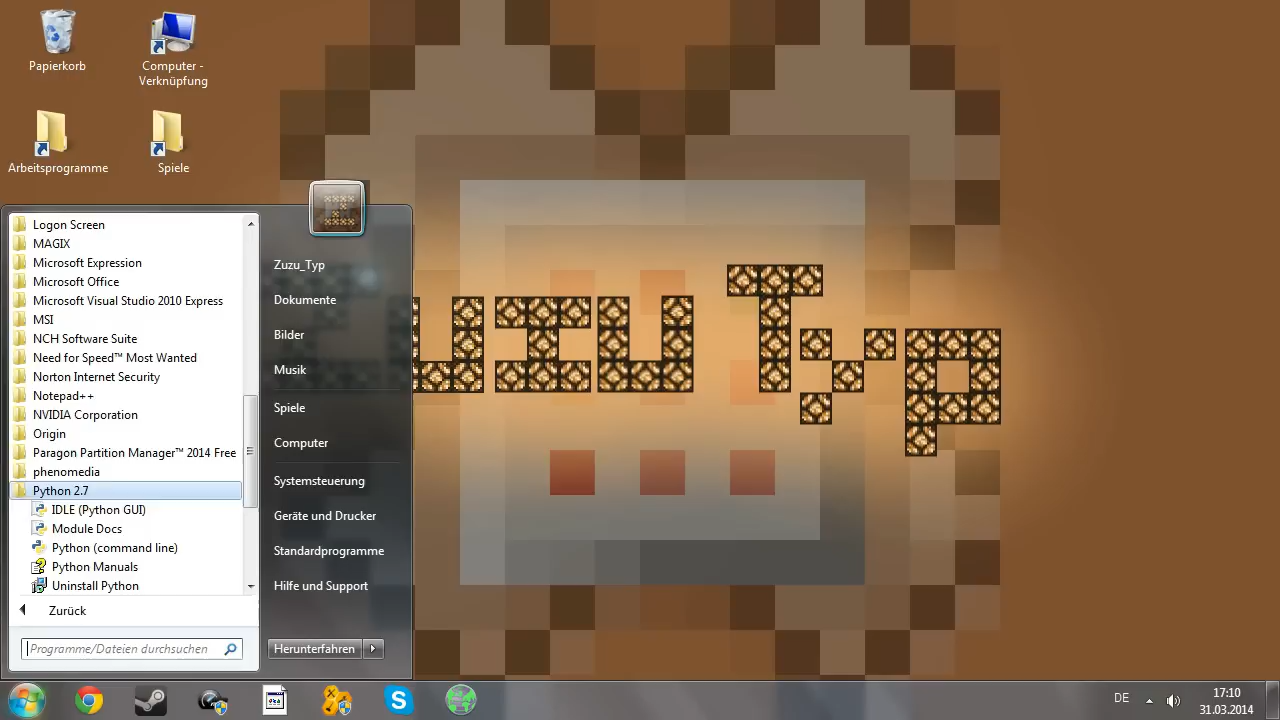 Papierkorb
Computer -
Verknüpfung
Arbeitsprogramme
Spiele
Logon Screen
MAGIX
Microsoft Expression
Microsoft Office
Microsoft Visual Studio 2010 Express
MSI
NCH Software Suite
Need for Speed™ Most Wanted
Norton Internet Security
Notepad++
NVIDIA Corporation
Origin
Paragon Partition Manager™ 2014 Free
phenomedia
Python 2.7
IDLE (Python GUI)
Module Docs
Python (command line)
Python Manuals
Uninstall Python
Zurück
Programme/Dateien durchsuchen
Zuzu_Typ
Dokumente
Bilder
Musik
Spiele
Computer
Systemsteuerung
Geräte und Drucker
Standardprogramme
Hilfe und Support
Herunterfahren
uzu Typ
DE
17:10
31.03.2014